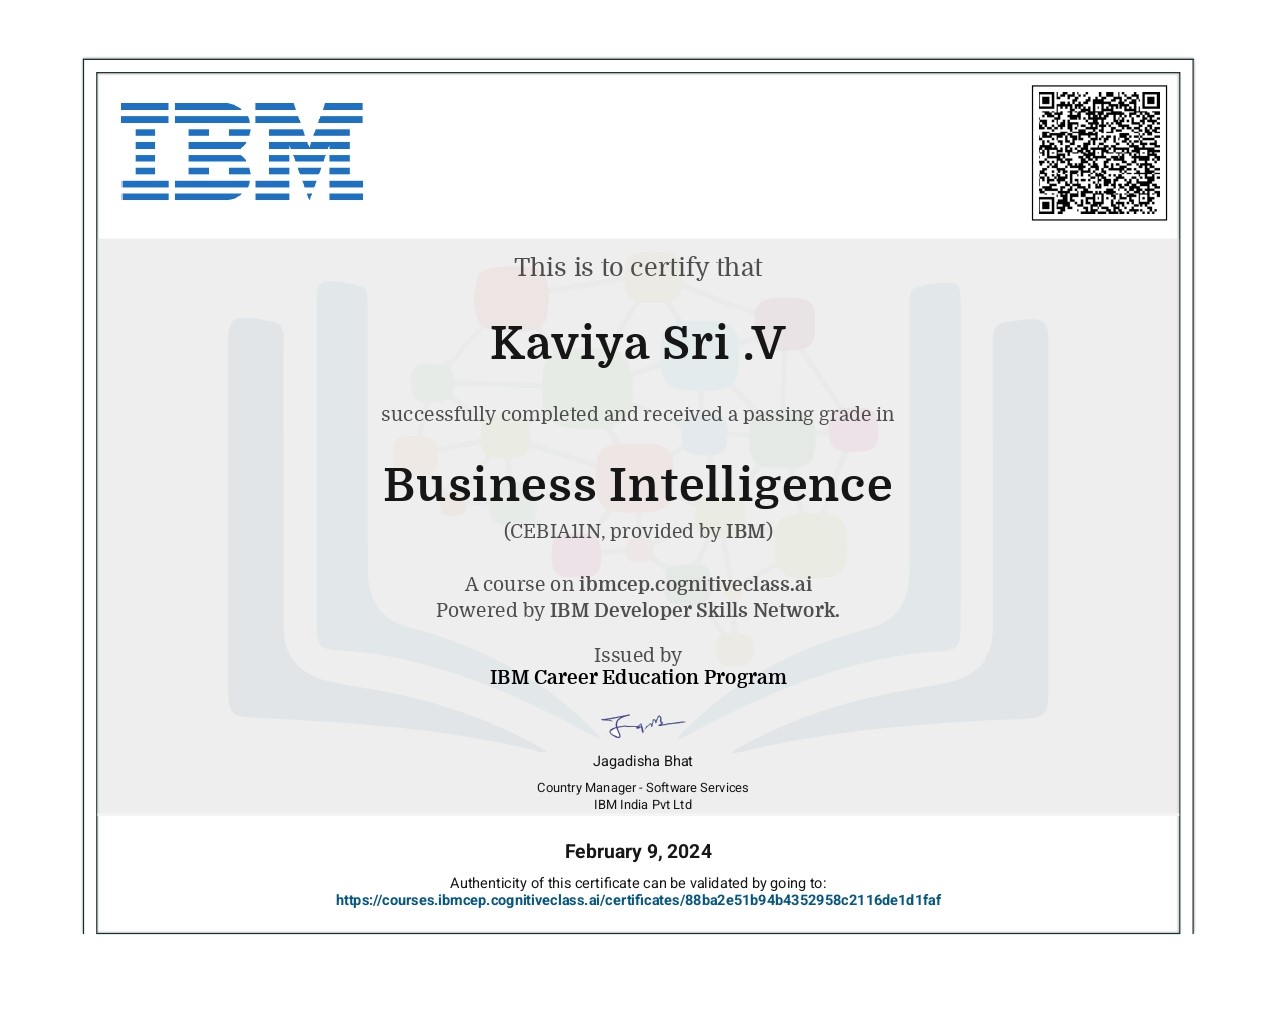 IBM
This is to certify that
Kaviya Sri .V
successfully completed and received a passing grade in
Business Intelligence
(CEBIA1IN, provided by IBM)
A course on ibmcep.cognitiveclass.ai
Powered by IBM Developer Skills Network.
Issued by
IBM Career Education Program
Jagadisha Bhat
Country Manager - Software Services
IBM India Pvt Ltd
February 9, 2024
Authenticity of this certificate can be validated by going to:
https://courses.ibmcep.cognitiveclass.ai/certificates/88ba2e51b94b4352958c2116de1d1faf